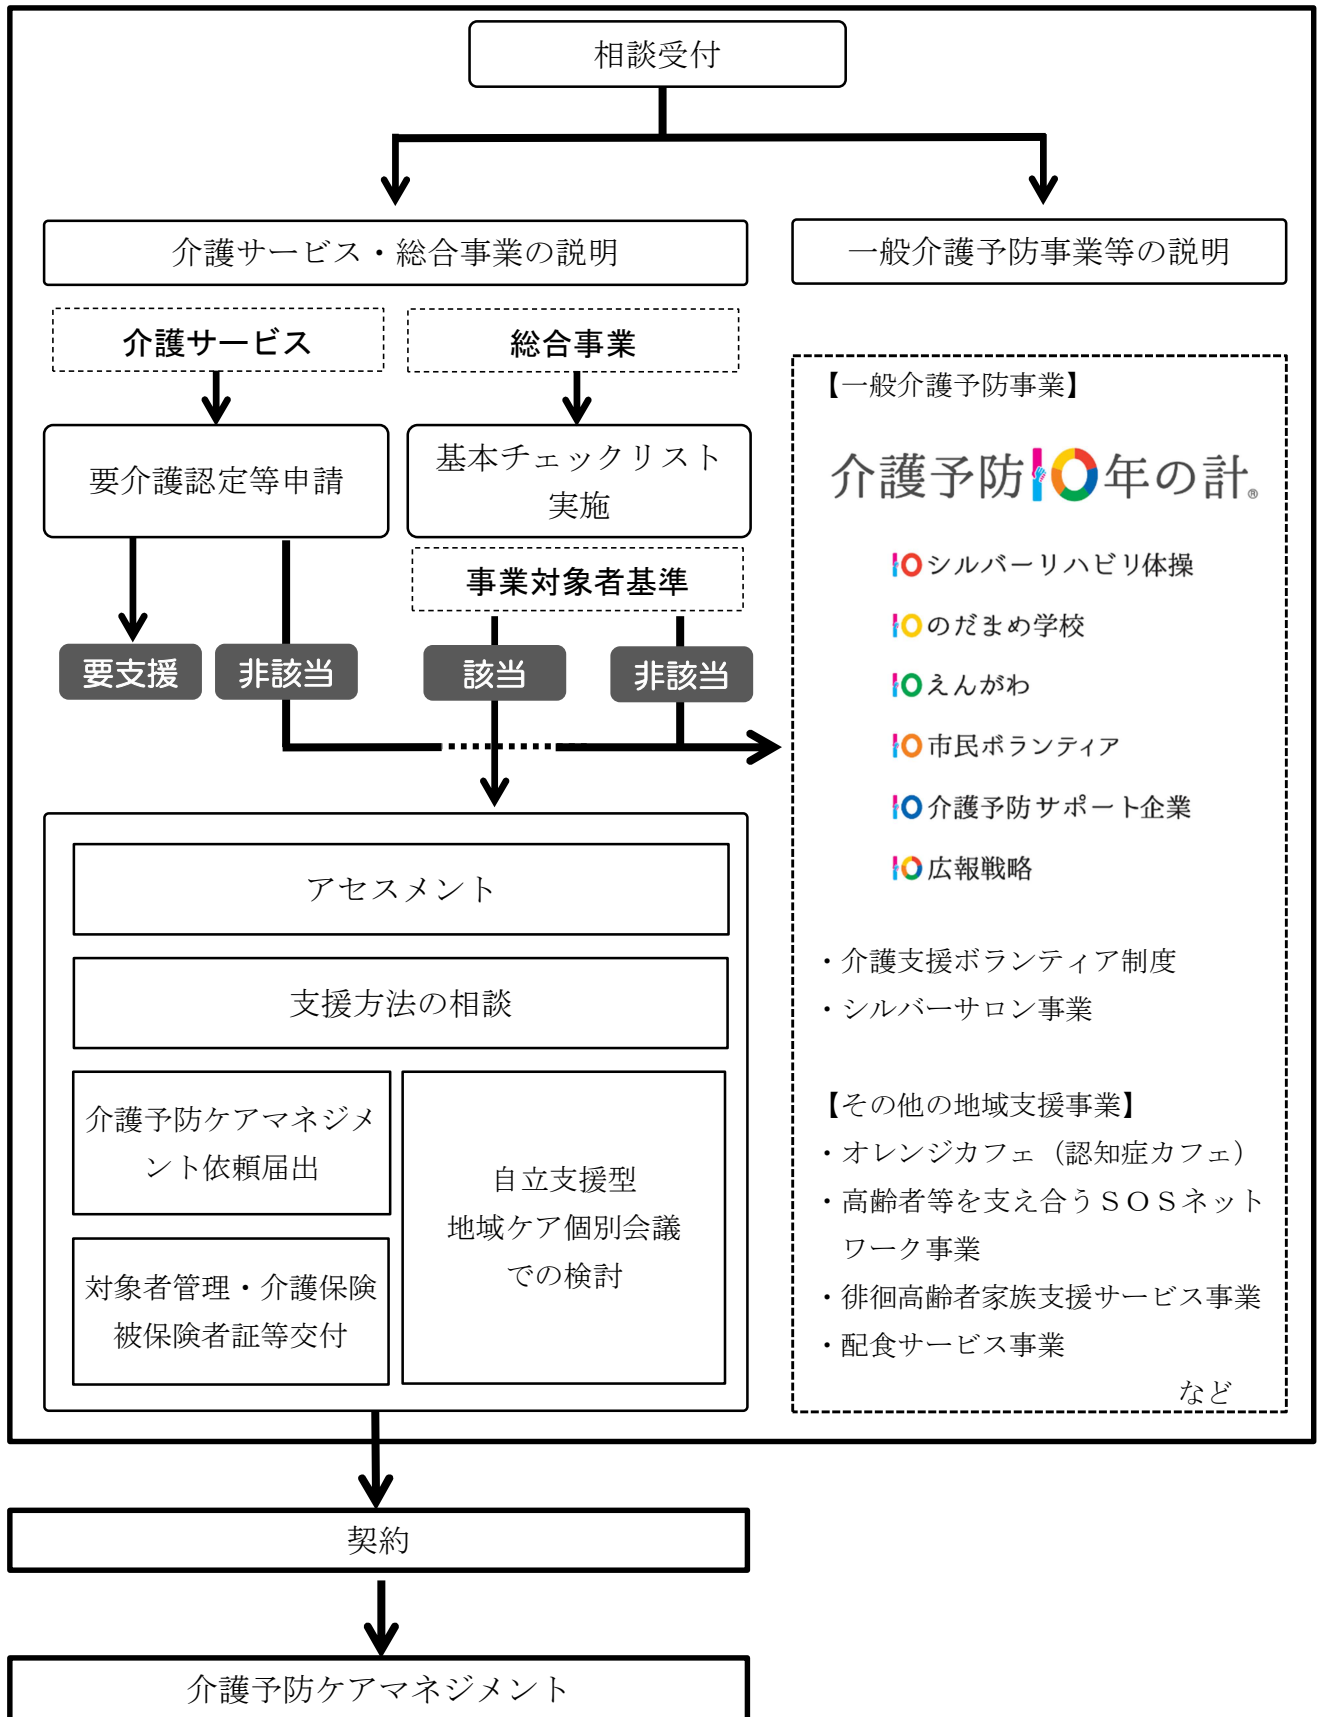 相談受付
介護サービス・総合事業の説明
一般介護予防事業等の説明
介護サービス
総合事業
要介護認定等申請
基本チェックリスト
実施
事業対象者基準
要支援
非該当
該当
非該当
アセスメント
支援方法の相談
介護予防ケアマネジメ
ント依頼届出
自立支援型
地域ケア個別会議
での検討
対象者管理・介護保険
被保険者証等交付
【一般介護予防事業】
介護予防10年の計®
10シルバーリハビリ体操
10のだまめ学校
10えんがわ
10市民ボランティア
10介護予防サポート企業
10広報戦略
・介護支援ボランティア制度
・シルバーサロン事業
【その他の地域支援事業】
・オレンジカフェ（認知症カフェ）
・高齢者等を支え合うＳＯＳネット
ワーク事業
・徘徊高齢者家族支援サービス事業
・配食サービス事業
など
契約
介護予防ケアマネジメント